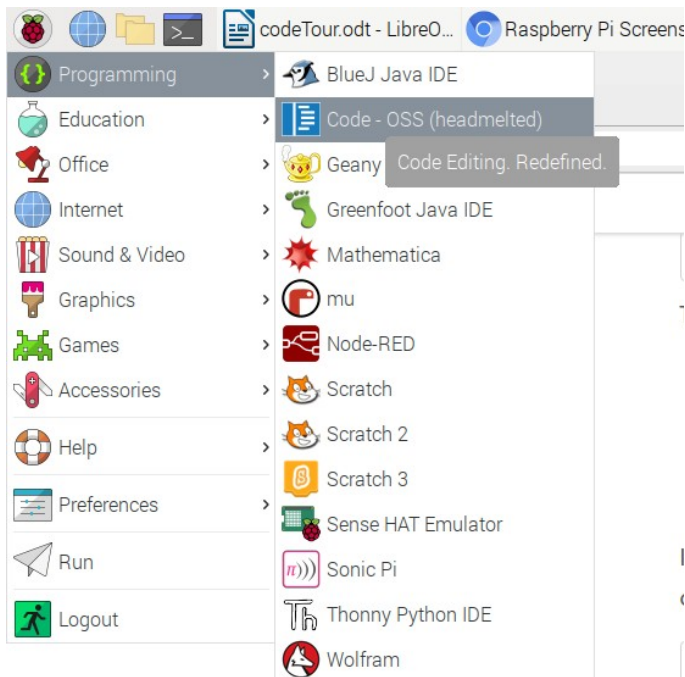 codeTour.odt - LibreO...
Raspberry Pi Screens
Programming
Education
Office
Internet
Sound & Video
Graphics
Games
Accessories
Help
Preferences
Run
Logout
BlueJ Java IDE
Code - OSS (headmelted)
Geany
Code Editing. Redefined.
Greenfoot Java IDE
Mathematica
mu
Node-RED
Scratch
Scratch 2
Scratch 3
Sense HAT Emulator
Sonic Pi
Thonny Python IDE
Wolfram